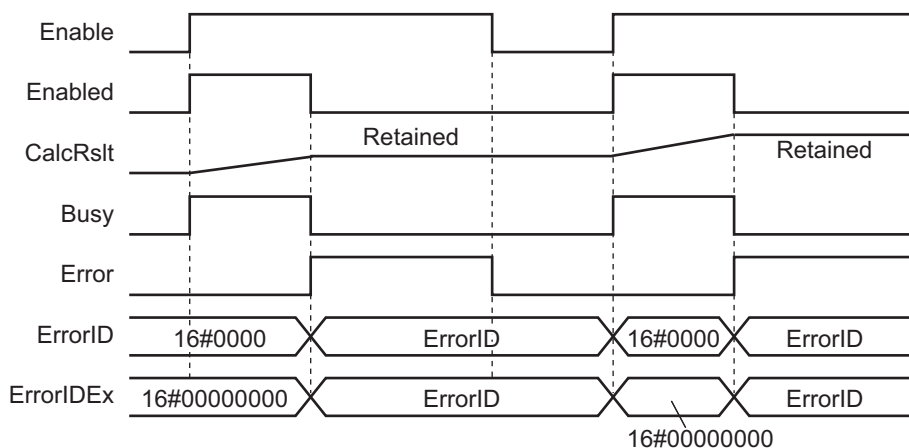 Enable
Enabled
CalcRslt
Retained
Retained
Busy
Error
ErrorID
16#0000
ErrorID
16#0000
ErrorID
ErrorIDEx
16#00000000
ErrorID
ErrorID
16#00000000